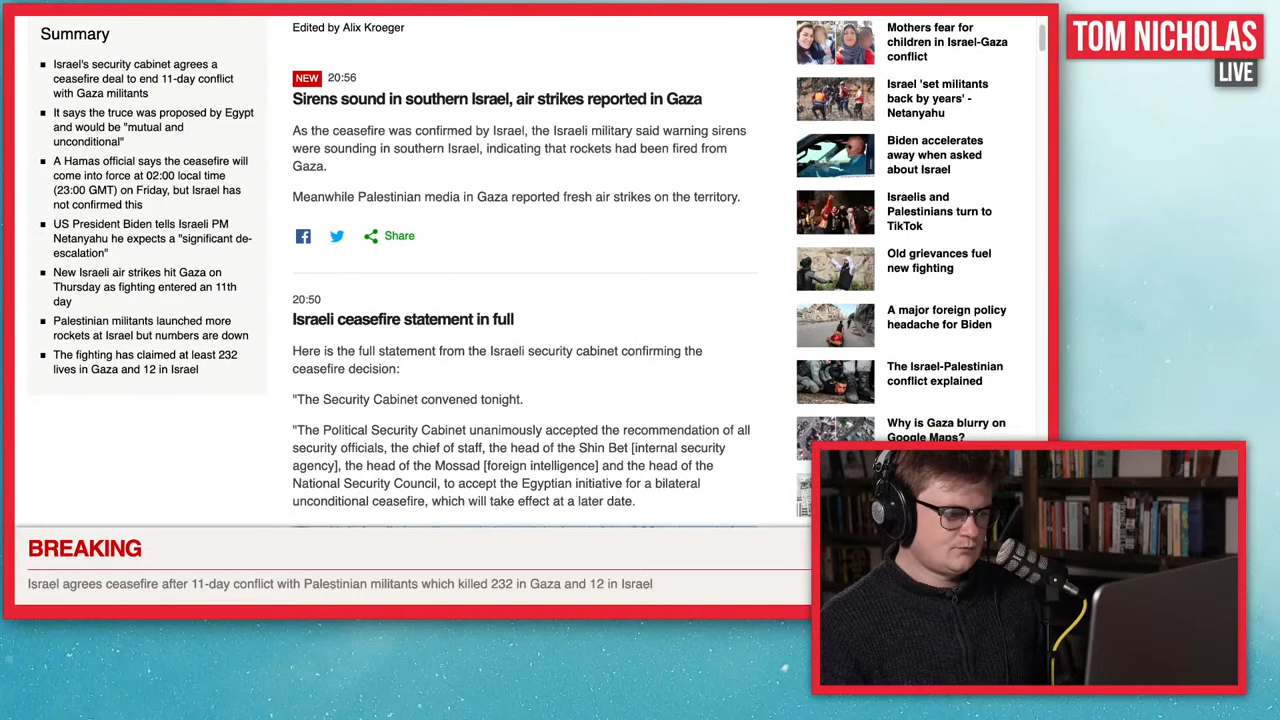 TOM NICHOLAS
LIVE
Summary
Israel's security cabinet agrees a
ceasefire deal to end 11-day conflict
with Gaza militants
It says the truce was proposed by Egypt
and would be "mutual and
unconditional"
A Hamas official says the ceasefire will
come into force at 02:00 local time
(23:00 GMT) on Friday, but Israel has
not confirmed this
US President Biden tells Israeli PM
Netanyahu he expects a "significant de-
escalation"
New Israeli air strikes hit Gaza on
Thursday as fighting entered an 11th
day
Palestinian militants launched more
rockets at Israel but numbers are down
The fighting has claimed at least 232
lives in Gaza and 12 in Israel
Edited by Alix Kroeger
NEW 20:56
Sirens sound in southern Israel, air strikes reported in Gaza
As the ceasefire was confirmed by Israel, the Israeli military said warning sirens
were sounding in southern Israel, indicating that rockets had been fired from
Gaza.
Meanwhile Palestinian media in Gaza reported fresh air strikes on the territory.
Share
20:50
Israeli ceasefire statement in full
Here is the full statement from the Israeli security cabinet confirming the
ceasefire decision:
"The Security Cabinet convened tonight.
"The Political Security Cabinet unanimously accepted the recommendation of all
security officials, the chief of staff, the head of the Shin Bet [internal security
agency], the head of the Mossad [foreign intelligence] and the head of the
National Security Council, to accept the Egyptian initiative for a bilateral
unconditional ceasefire, which will take effect at a later date.
Mothers fear for
children in Israel-Gaza
conflict
Israel 'set militants
back by years' -
Netanyahu
Biden accelerates
away when asked
about Israel
Israelis and
Palestinians turn to
TikTok
Old grievances fuel
new fighting
A major foreign policy
headache for Biden
The Israel-Palestinian
conflict explained
Why is Gaza blurry on
Google Maps?
BREAKING
Israel agrees ceasefire after 11-day conflict with Palestinian militants which killed 232 in Gaza and 12 in Israel